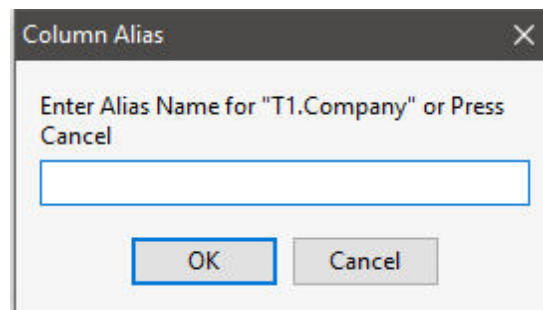 Column Alias
Enter Alias Name for "T1.Company" or Press
Cancel
OK
Cancel